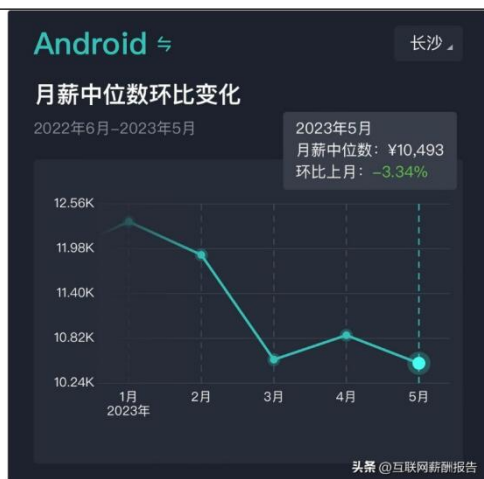 Android ⇋
长沙
月薪中位数环比变化
2022年6月–2023年5月
2023年5月
月薪中位数：¥10,493
环比上月：-3.34%
12.56K
11.98K
11.40K
10.82K
10.24K
1月 2月 3月 4月 5月
2023年
头条 @互联网薪酬报告